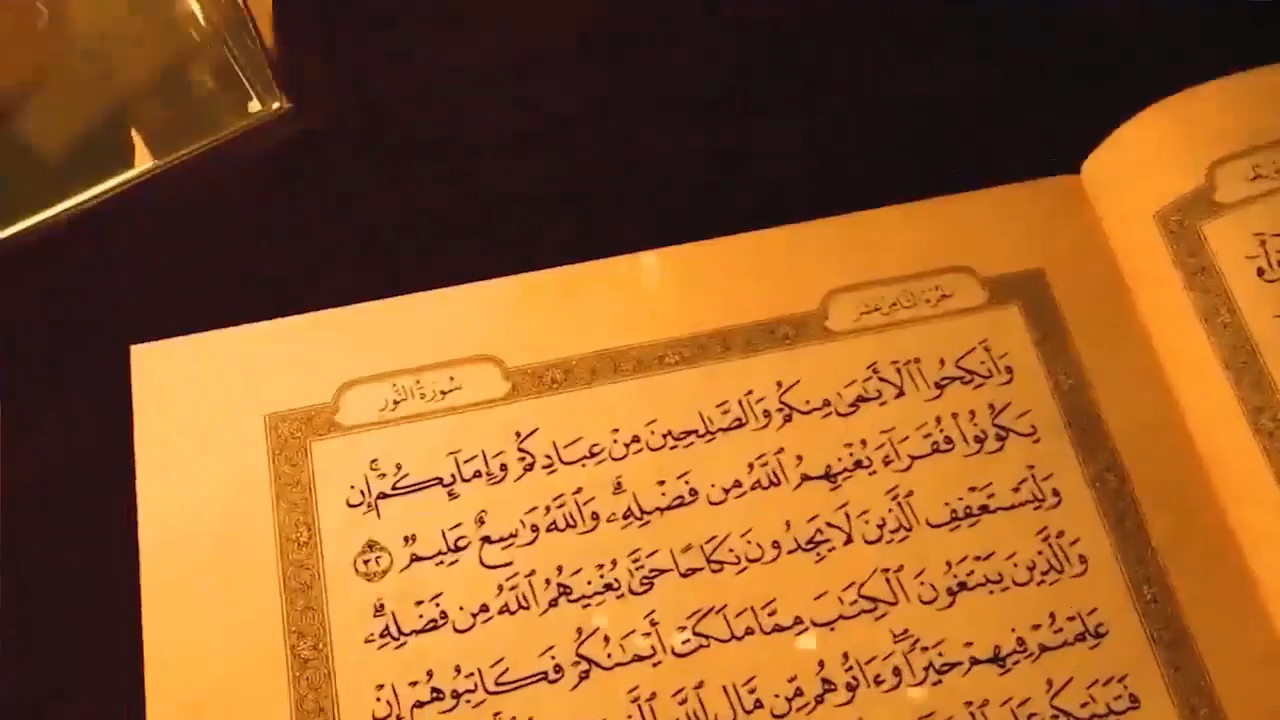 الجزء الثامن عشر
سورة النور
وَأَنكِحُوا۟ ٱلْأَيَـٰمَىٰ مِنكُمْ وَٱلصَّـٰلِحِينَ مِنْ عِبَادِكُمْ وَإِمَآئِكُمْ ۚ إِن
يَكُونُوا۟ فُقَرَآءَ يُغْنِهِمُ ٱللَّهُ مِن فَضْلِهِۦ ۗ وَٱللَّهُ وَٰسِعٌ عَلِيمٌ ٣٢
وَلْيَسْتَعْفِفِ ٱلَّذِينَ لَا يَجِدُونَ نِكَاحًا حَتَّىٰ يُغْنِيَهُمُ ٱللَّهُ مِن فَضْلِهِۦ ۗ
وَٱلَّذِينَ يَبْتَغُونَ ٱلْكِتَـٰبَ مِمَّا مَلَكَتْ أَيْمَـٰنُكُمْ فَكَاتِبُوهُمْ إِنْ
عَلِمْتُمْ فِيهِمْ خَيْرًا ۖ وَءَاتُوهُم مِّن مَّالِ ٱللَّهِ